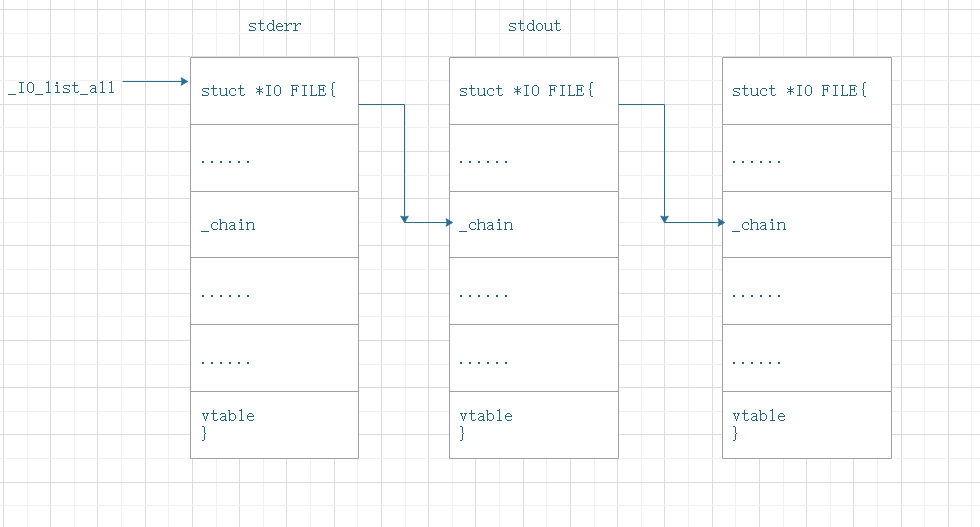 stderr
stdout
_IO_list_all
stuct *IO FILE{
......
_chain
......
......
vtable
}
stuct *IO FILE{
......
_chain
......
......
vtable
}
stuct *IO FILE{
......
_chain
......
......
vtable
}